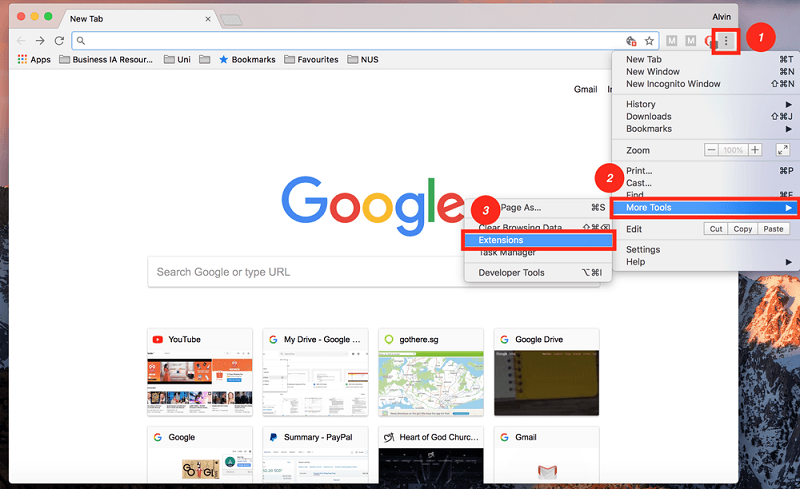 New Tab
Alvin
1
Apps
Business IA Resour...
Uni
Bookmarks
Favourites
NUS
Gmail
New Tab ⌘T
New Window ⌘N
New Incognito Window ⇧⌘N
History
Downloads ⇧⌘J
Bookmarks
Zoom
100%
Print... ⌘P
2
Cast...
Find... ⌘F
More Tools
Edit
Cut
Copy
Paste
Settings
Help
Google
3
Page As... ⌘S
Clear Browsing Data... ⇧⌘⌫
Extensions
Task Manager
Developer Tools ⌥⌘I
Search Google or type URL
YouTube
My Drive - Google ...
gothere.sg
Google Drive
Google
Summary - PayPal
Heart of God Churc...
Gmail